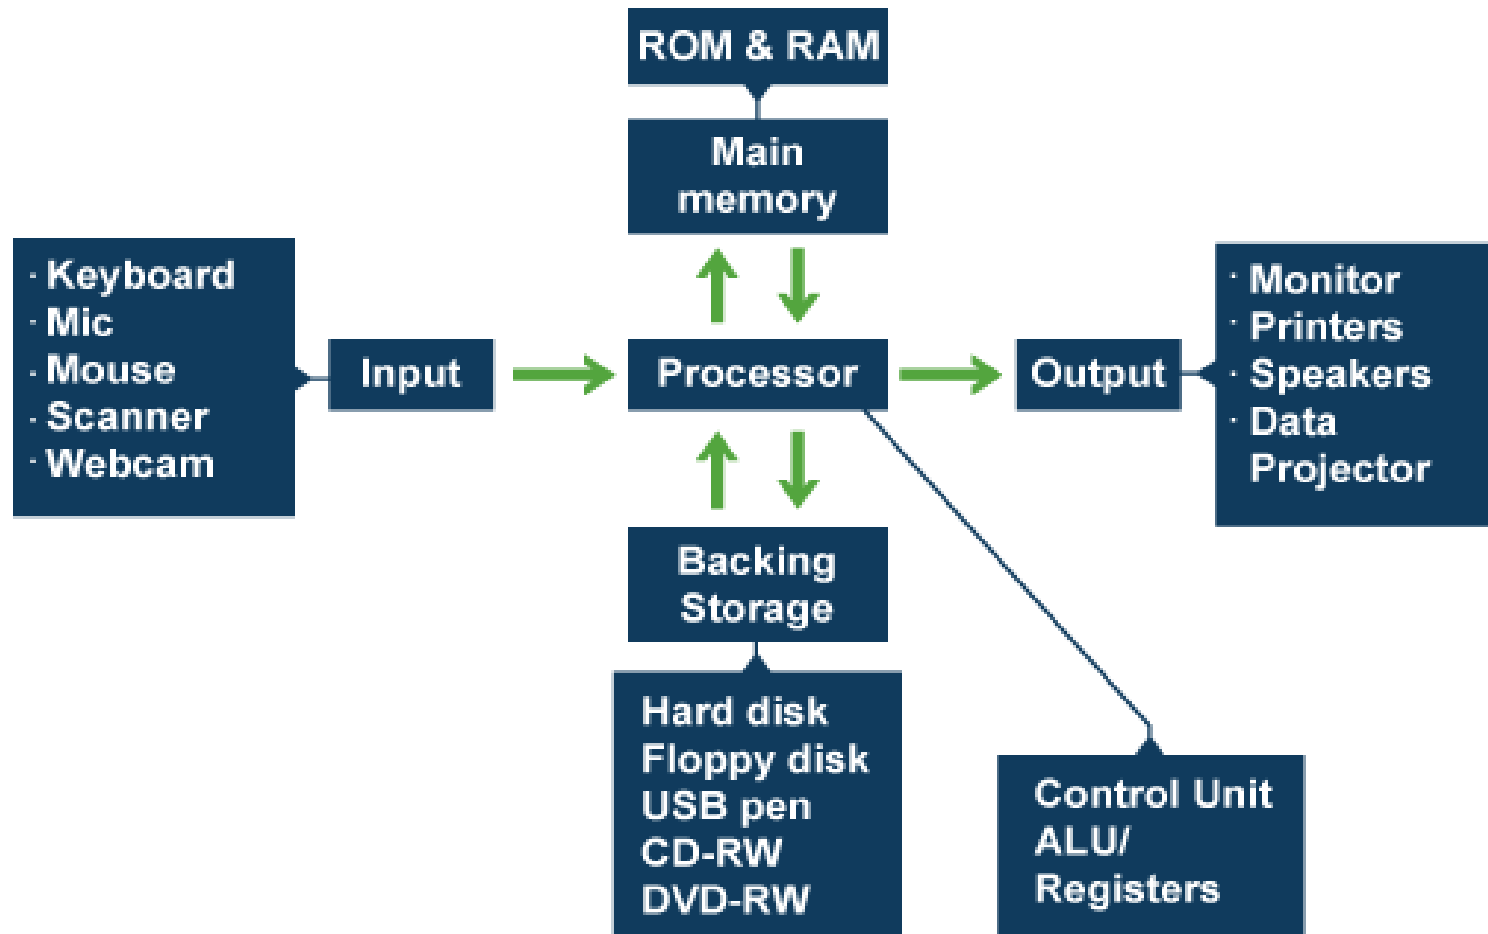 ROM & RAM
Main
memory
· Keyboard
· Mic
· Mouse
· Scanner
· Webcam
Input
Processor
Output
· Monitor
· Printers
· Speakers
· Data
Projector
Backing
Storage
Hard disk
Floppy disk
USB pen
CD-RW
DVD-RW
Control Unit
ALU/
Registers